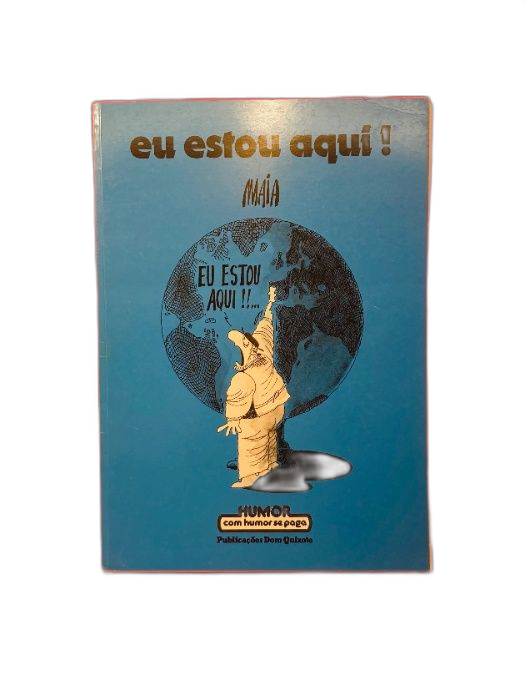 eu estou aqui !
MAIA
EU ESTOU
AQUI !!...
HUMOR
com humor se paga
Publicações Dom Quixote